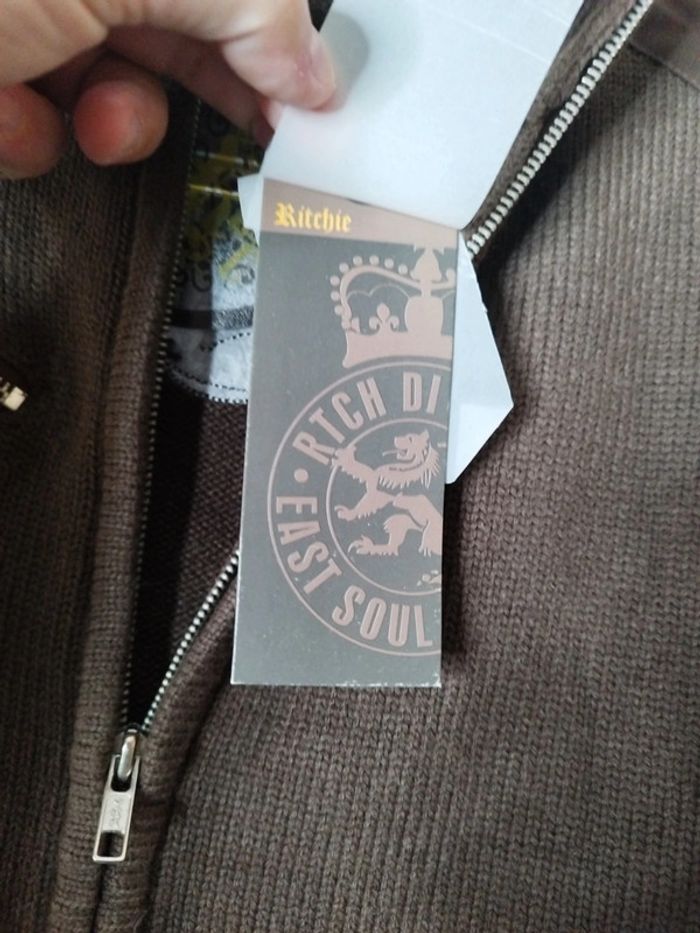 Ritchie
RTCH DI
EAST SOUL